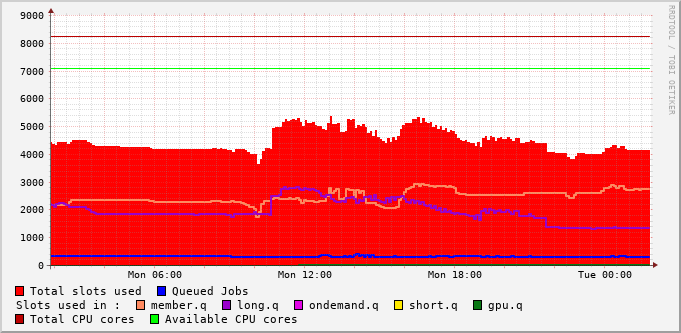 RRDTOOL / TOBI OETIKER
9000
8000
7000
6000
5000
4000
3000
2000
1000
0
Mon 06:00 Mon 12:00 Mon 18:00 Tue 00:00
Total slots used Queued Jobs
Slots used in : member.q long.q ondemand.q short.q gpu.q
Total CPU cores Available CPU cores